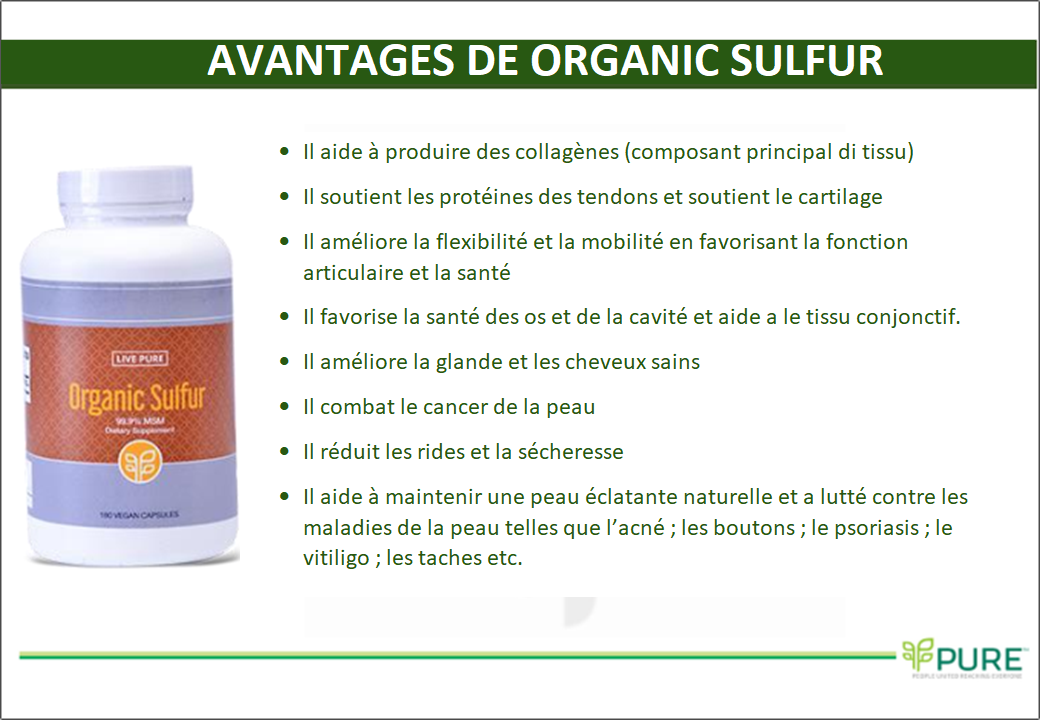 AVANTAGES DE ORGANIC SULFUR
• Il aide à produire des collagènes (composant principal di tissu)
• Il soutient les protéines des tendons et soutient le cartilage
• Il améliore la flexibilité et la mobilité en favorisant la fonction
articulaire et la santé
• Il favorise la santé des os et de la cavité et aide a le tissu conjonctif.
• Il améliore la glande et les cheveux sains
• Il combat le cancer de la peau
• Il réduit les rides et la sécheresse
• Il aide à maintenir une peau éclatante naturelle et a lutté contre les
maladies de la peau telles que l’acné ; les boutons ; le psoriasis ; le
vitiligo ; les taches etc.
LIVE PURE
Organic Sulfur
99.9% MSM
Dietary Supplement
180 VEGAN CAPSULES
PURE
PEOPLE UNITED REACHING EVERYONE